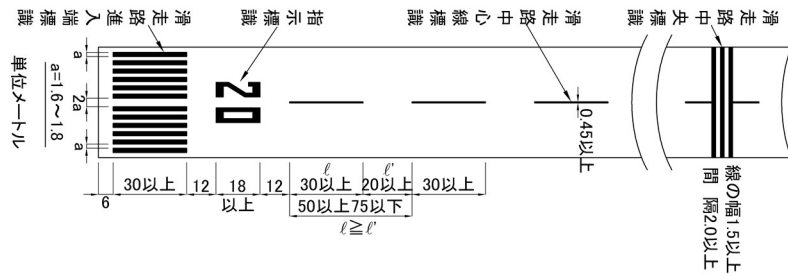 滑走路進入端標識
指示標識
滑走路中心線標識
滑走路中央標識
a
2a
a
a=1.6～1.8
単位メートル
20
0.45以上
線の幅1.5以上
間 隔2.0以上
6
30以上
12
18
以上
12
ℓ
30以上
ℓ'
20以上
30以上
50以上75以下
ℓ≧ℓ'